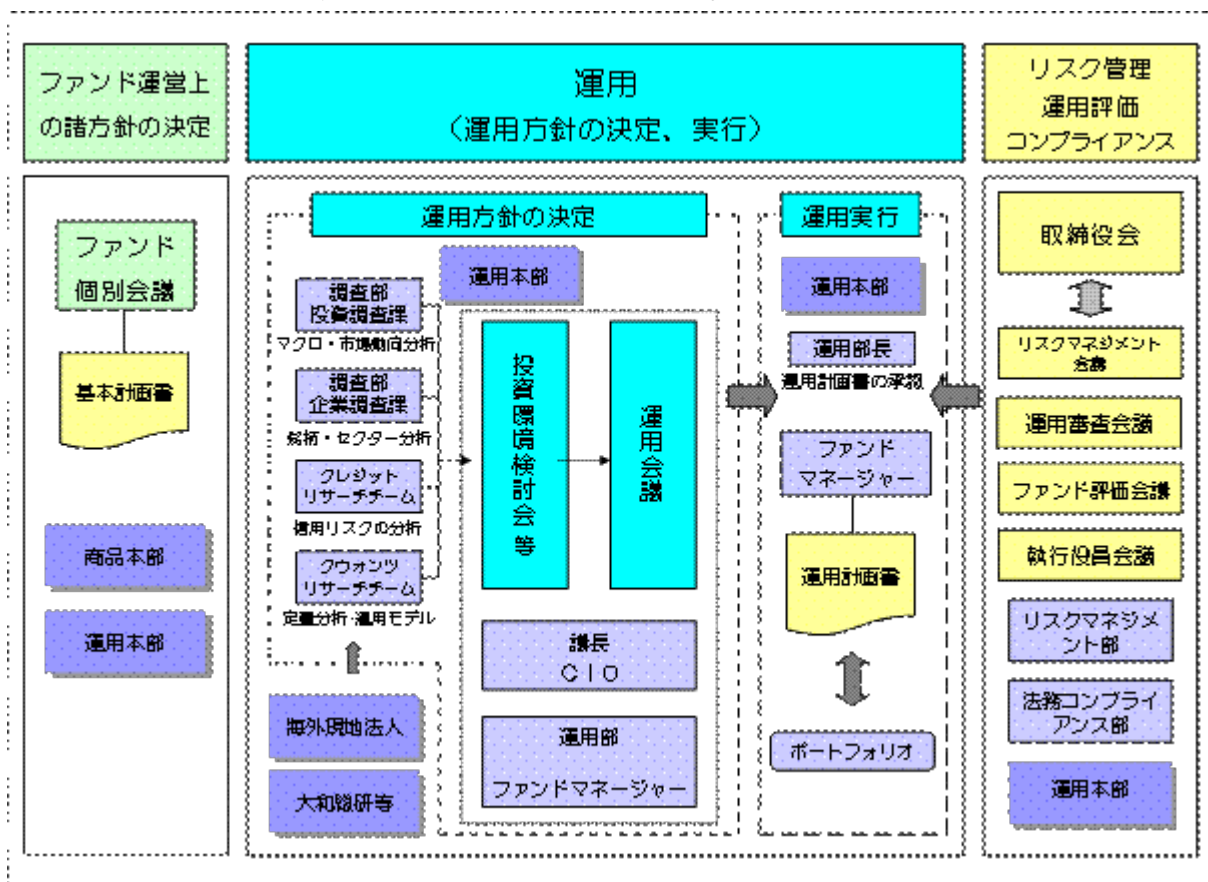 ファンド運営上
の諸方針の決定
運用
（運用方針の決定、実行）
リスク管理
運用評価
コンプライアンス
ファンド
個別会議
基本計画書
商品本部
運用本部
運用方針の決定
運用本部
調査部
投資調査課
マクロ・市場動向分析
調査部
企業調査課
銘柄・セクター分析
クレジット
リサーチチーム
信用リスクの分析
クウォンツ
リサーチチーム
定量分析・運用モデル
海外現地法人
大和総研等
投資環境検討会等
運用会議
議長
ＣＩＯ
運用部
ファンドマネージャー
運用実行
運用本部
運用部長
運用計画書の承認
ファンド
マネージャー
運用計画書
ポートフォリオ
取締役会
リスクマネジメント
会議
運用審査会議
ファンド評価会議
執行役員会議
リスクマネジメ
ント部
法務コンプライ
アンス部
運用本部